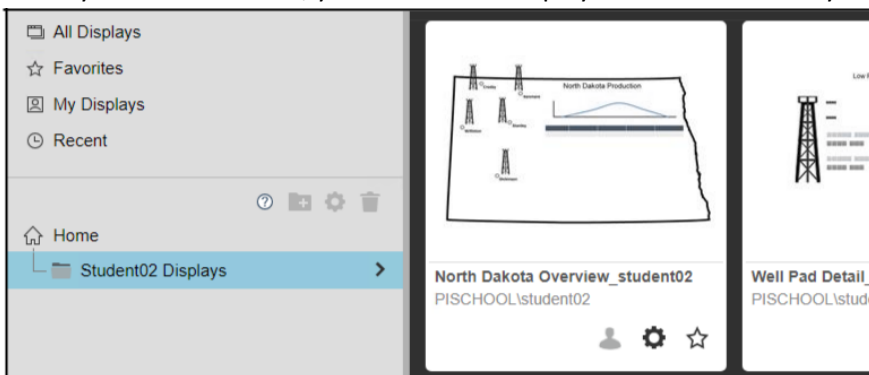 All Displays
Favorites
My Displays
Recent
Home
Student02 Displays
North Dakota Production
North Dakota Overview_student02
PISCHOOL\student02
Well Pad Detail_
PISCHOOL\stud